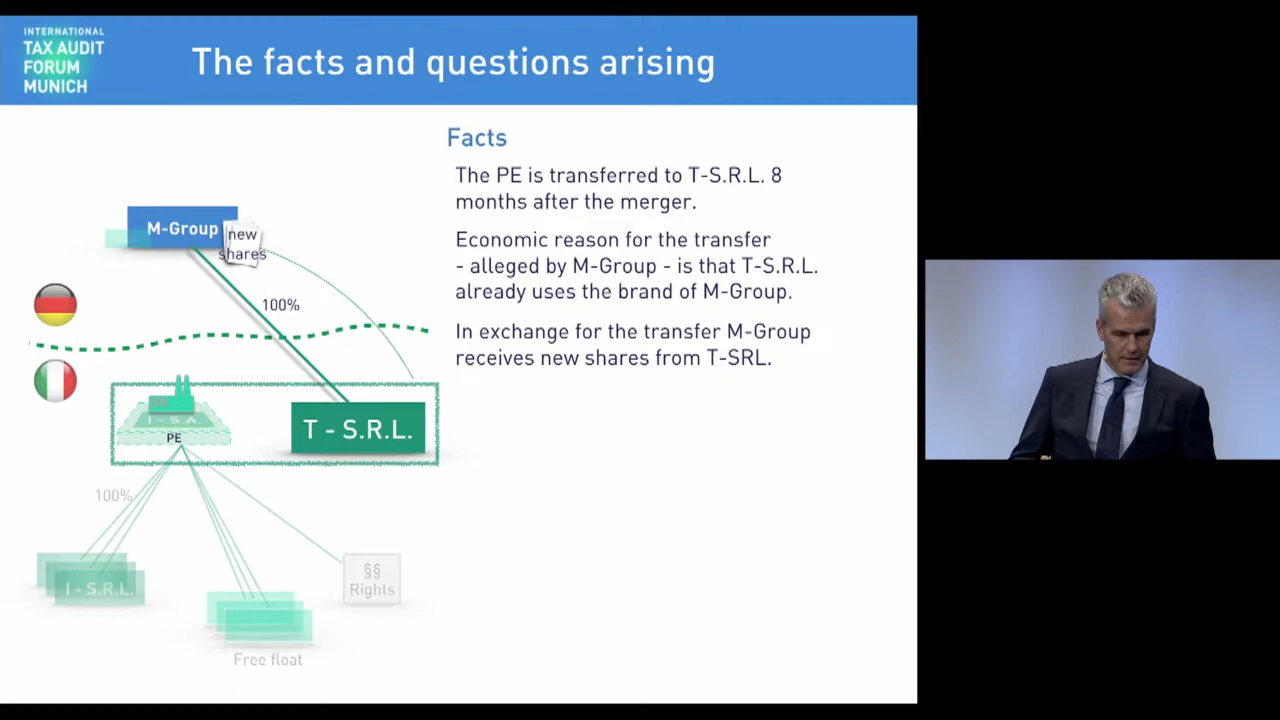 INTERNATIONAL
TAX AUDIT
FORUM
MUNICH
The facts and questions arising
Facts
The PE is transferred to T-S.R.L. 8
months after the merger.
Economic reason for the transfer
- alleged by M-Group - is that T-S.R.L.
already uses the brand of M-Group.
In exchange for the transfer M-Group
receives new shares from T-SRL.
M-Group
new
shares
100%
I - S.A.
PE
T - S.R.L.
100%
I - S.R.L.
§§
Rights
Free float